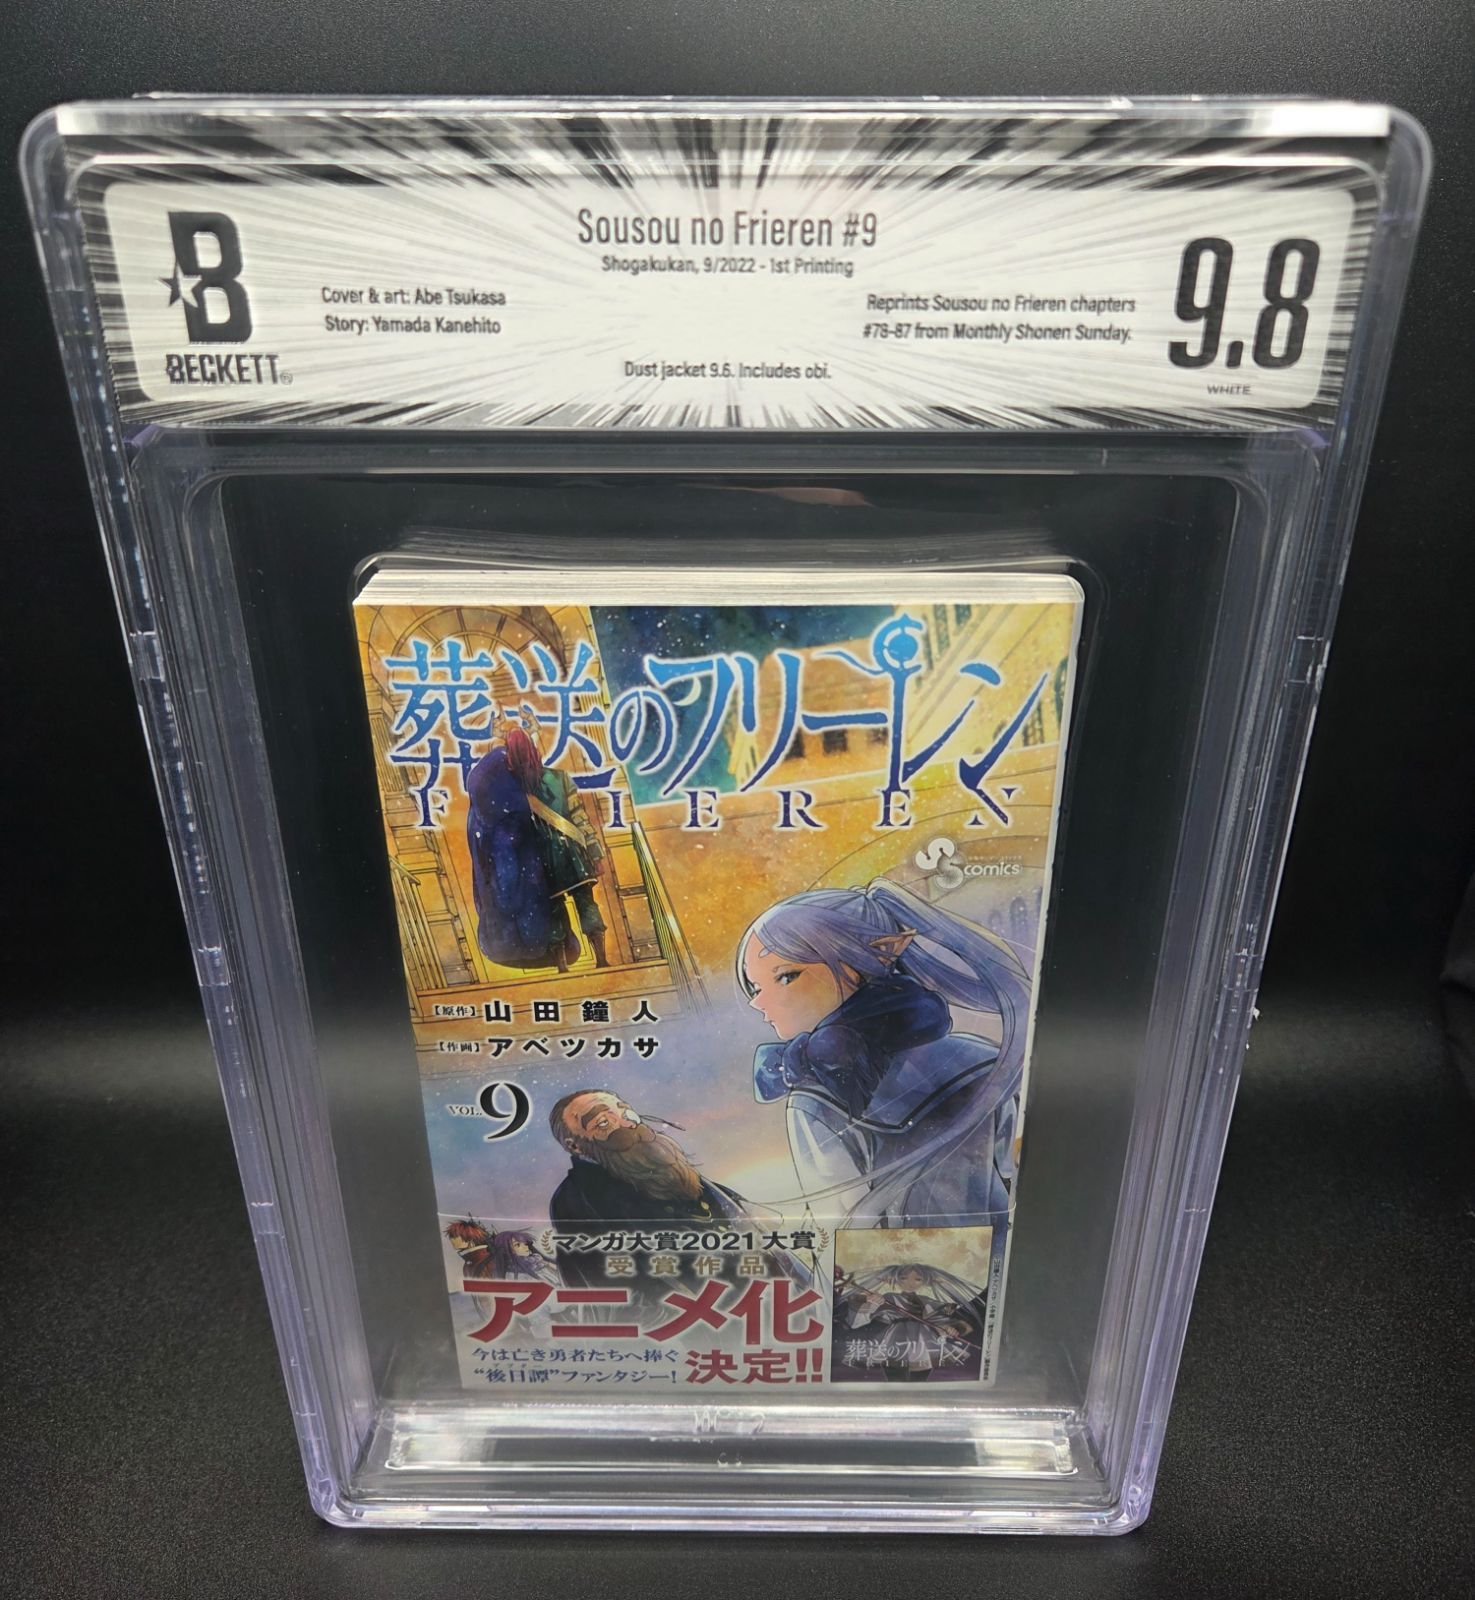 Sousou no Frieren #9
Shogakukan, 9/2022 - 1st Printing
Cover & art: Abe Tsukasa
Story: Yamada Kanehito
Reprints Sousou no Frieren chapters
#78-87 from Monthly Shonen Sunday.
Dust jacket 9.6. Includes obi.
B
BECKETT®
9.8
WHITE
葬送のフリーレン
FRIEREN
S comics
【原作】山田鐘人
【作画】アベツカサ
VOL.9
マンガ大賞2021大賞
受賞作品
アニメ化
決定!!
今は亡き勇者たちへ捧ぐ
アフター
“後日譚”ファンタジー!
葬送のフリーレン
FRIEREN